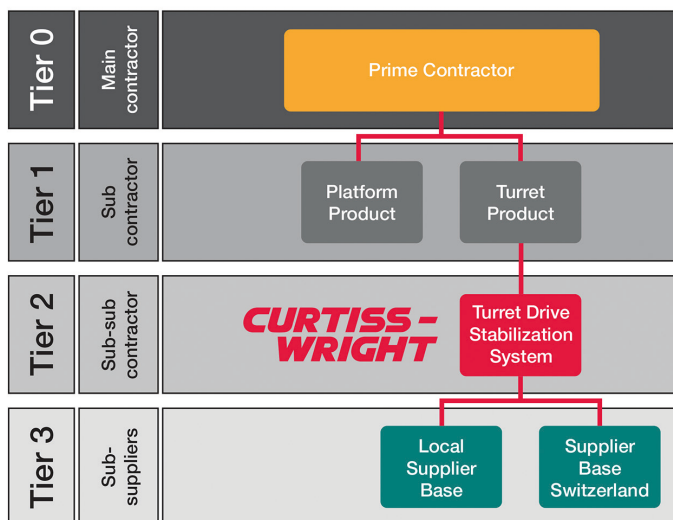 Tier 0
Main
contractor
Prime Contractor
Tier 1
Sub
contractor
Platform
Product
Turret
Product
Tier 2
Sub-sub
contractor
CURTISS-
WRIGHT
Turret Drive
Stabilization
System
Tier 3
Sub-
suppliers
Local
Supplier
Base
Supplier
Base
Switzerland